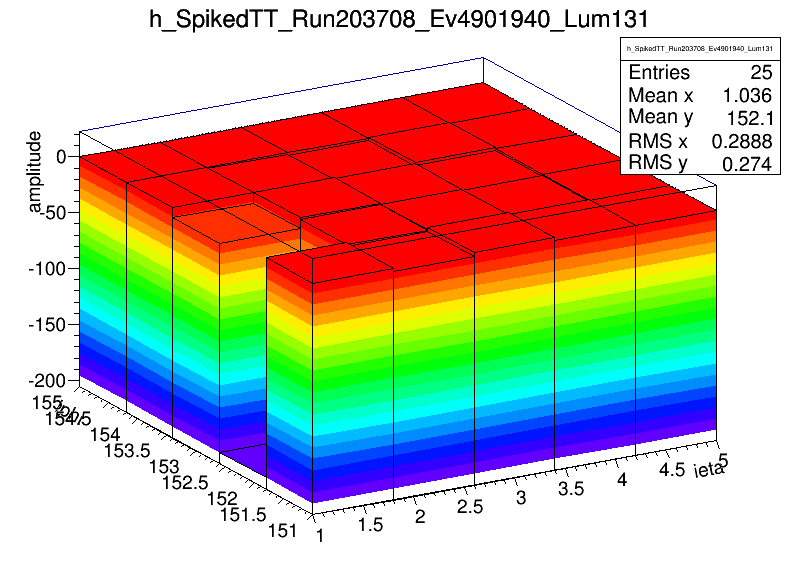 h_SpikedTT_Run203708_Ev4901940_Lum131
h_SpikedTT_Run203708_Ev4901940_Lum131
Entries 25
Mean x 1.036
Mean y 152.1
RMS x 0.2888
RMS y 0.274
amplitude
0
-50
-100
-150
-200
155
154.5
154
153.5
153
152.5
152
151.5
151
1
1.5
2
2.5
3
3.5
4
4.5
5
ieta